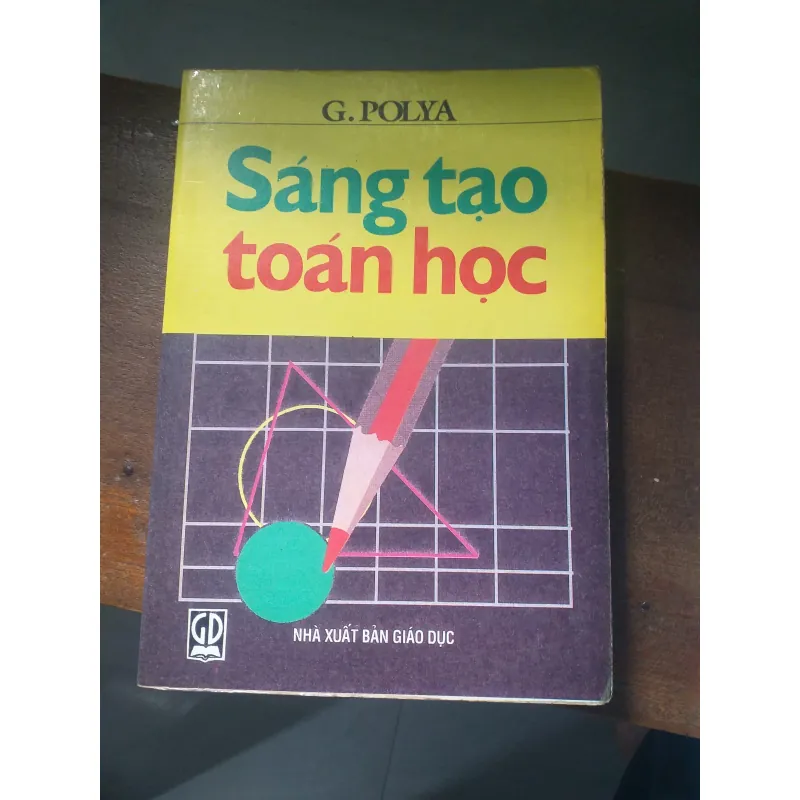 G. POLYA
Sáng tạo
toán học
GD
NHÀ XUẤT BẢN GIÁO DỤC